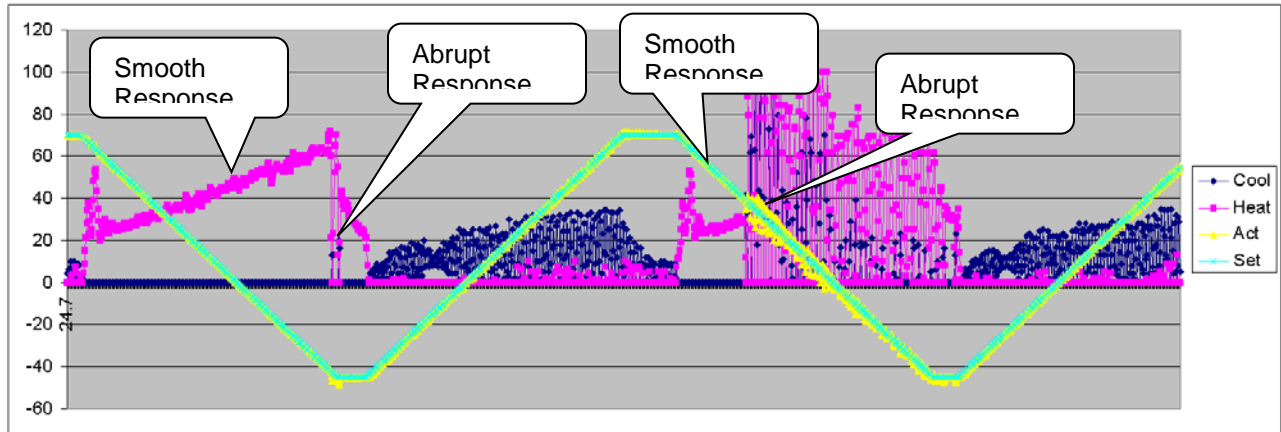 120
100
80
60
40
20
0
-20
-40
-60
24.7
Smooth
Response
Abrupt
Response
Smooth
Response
Abrupt
Response
Cool
Heat
Act
Set